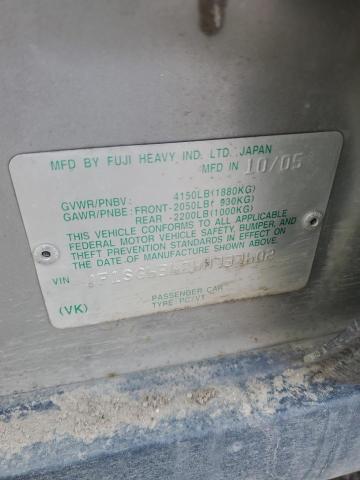 MFD BY FUJI HEAVY IND. LTD. JAPAN
MFD IN 10/05
GVWR/PNBV: 4150LB(1880KG)
GAWR/PNBE: FRONT-2050LB( 930KG)
REAR -2200LB(1000KG)
THIS VEHICLE CONFORMS TO ALL APPLICABLE
FEDERAL MOTOR VEHICLE SAFETY, BUMPER, AND
THEFT PREVENTION STANDARDS IN EFFECT ON
THE DATE OF MANUFACTURE SHOWN ABOVE.
VIN
PASSENGER CAR
(VK) TYPE PC/VT